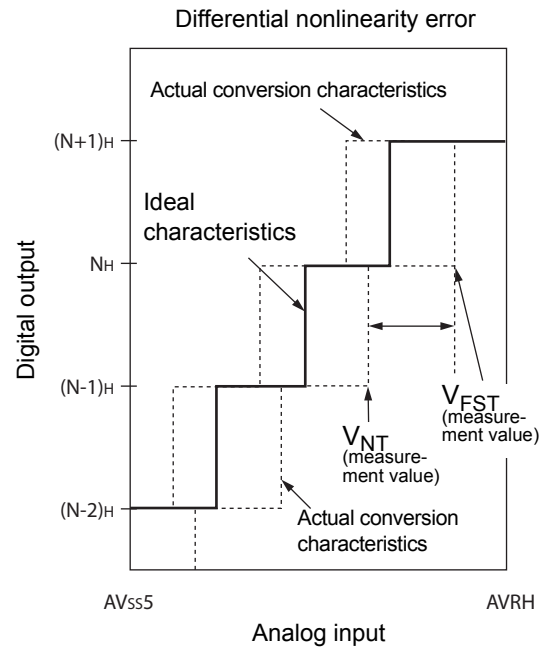 Differential nonlinearity error
Actual conversion characteristics
(N+1)H
Ideal
characteristics
NH
Digital output
(N-1)H
VFST
(measure-
ment value)
VNT
(measure-
ment value)
(N-2)H
Actual conversion
characteristics
AVss5
AVRH
Analog input